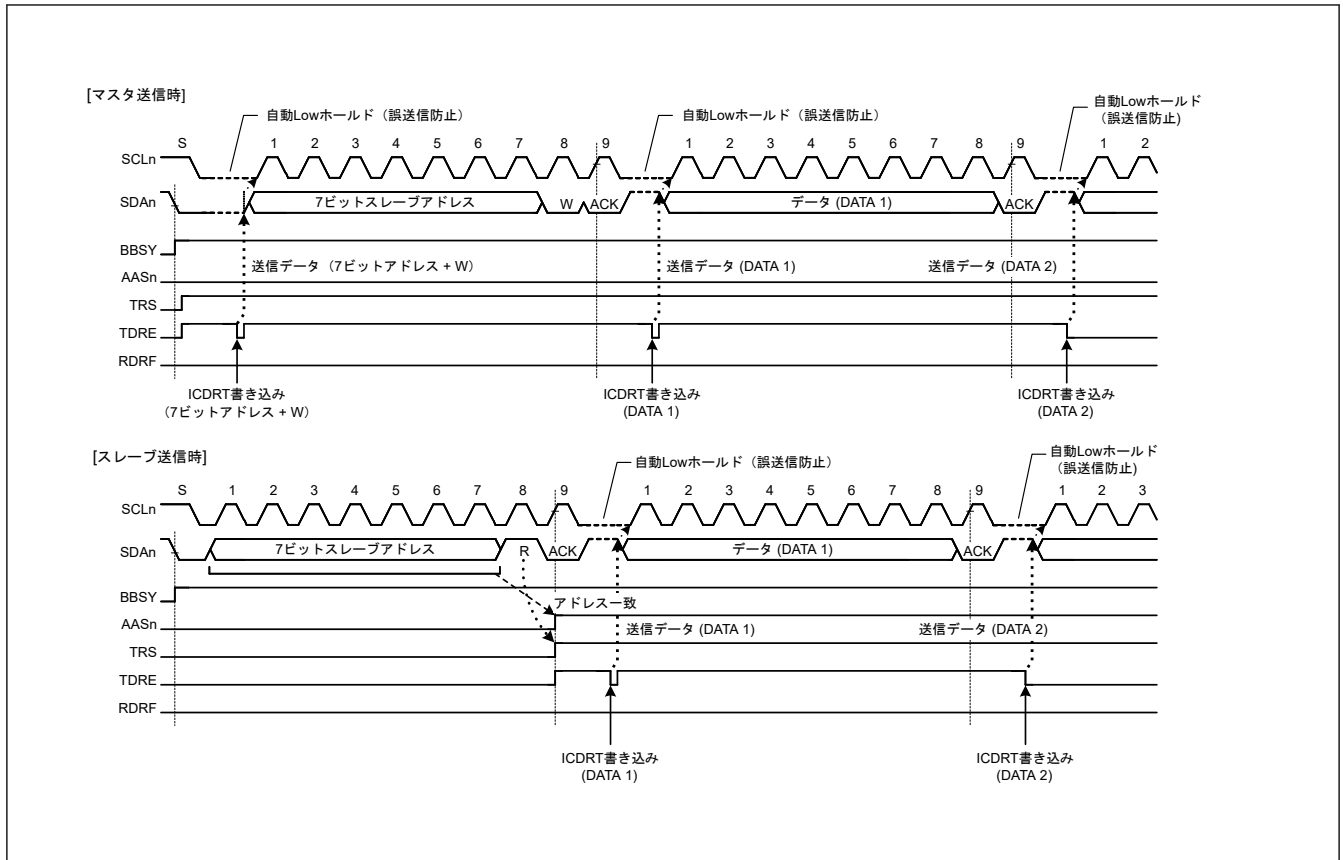 [マスタ送信時]
自動Lowホールド（誤送信防止）
自動Lowホールド（誤送信防止）
自動Lowホールド
（誤送信防止）
S 1 2 3 4 5 6 7 8 9 1 2 3 4 5 6 7 8 9 1 2
SCLn
SDAn 7ビットスレーブアドレス W ACK データ (DATA 1) ACK
BBSY
送信データ（7ビットアドレス + W） 送信データ (DATA 1) 送信データ (DATA 2)
AASn
TRS
TDRE
RDRF
ICDRT書き込み
（7ビットアドレス + W）
ICDRT書き込み
(DATA 1)
ICDRT書き込み
(DATA 2)
[スレーブ送信時]
自動Lowホールド（誤送信防止）
自動Lowホールド
（誤送信防止）
S 1 2 3 4 5 6 7 8 9 1 2 3 4 5 6 7 8 9 1 2 3
SCLn
SDAn 7ビットスレーブアドレス R ACK データ (DATA 1) ACK
BBSY
アドレス一致
AASn
送信データ (DATA 1) 送信データ (DATA 2)
TRS
TDRE
RDRF
ICDRT書き込み
(DATA 1)
ICDRT書き込み
(DATA 2)